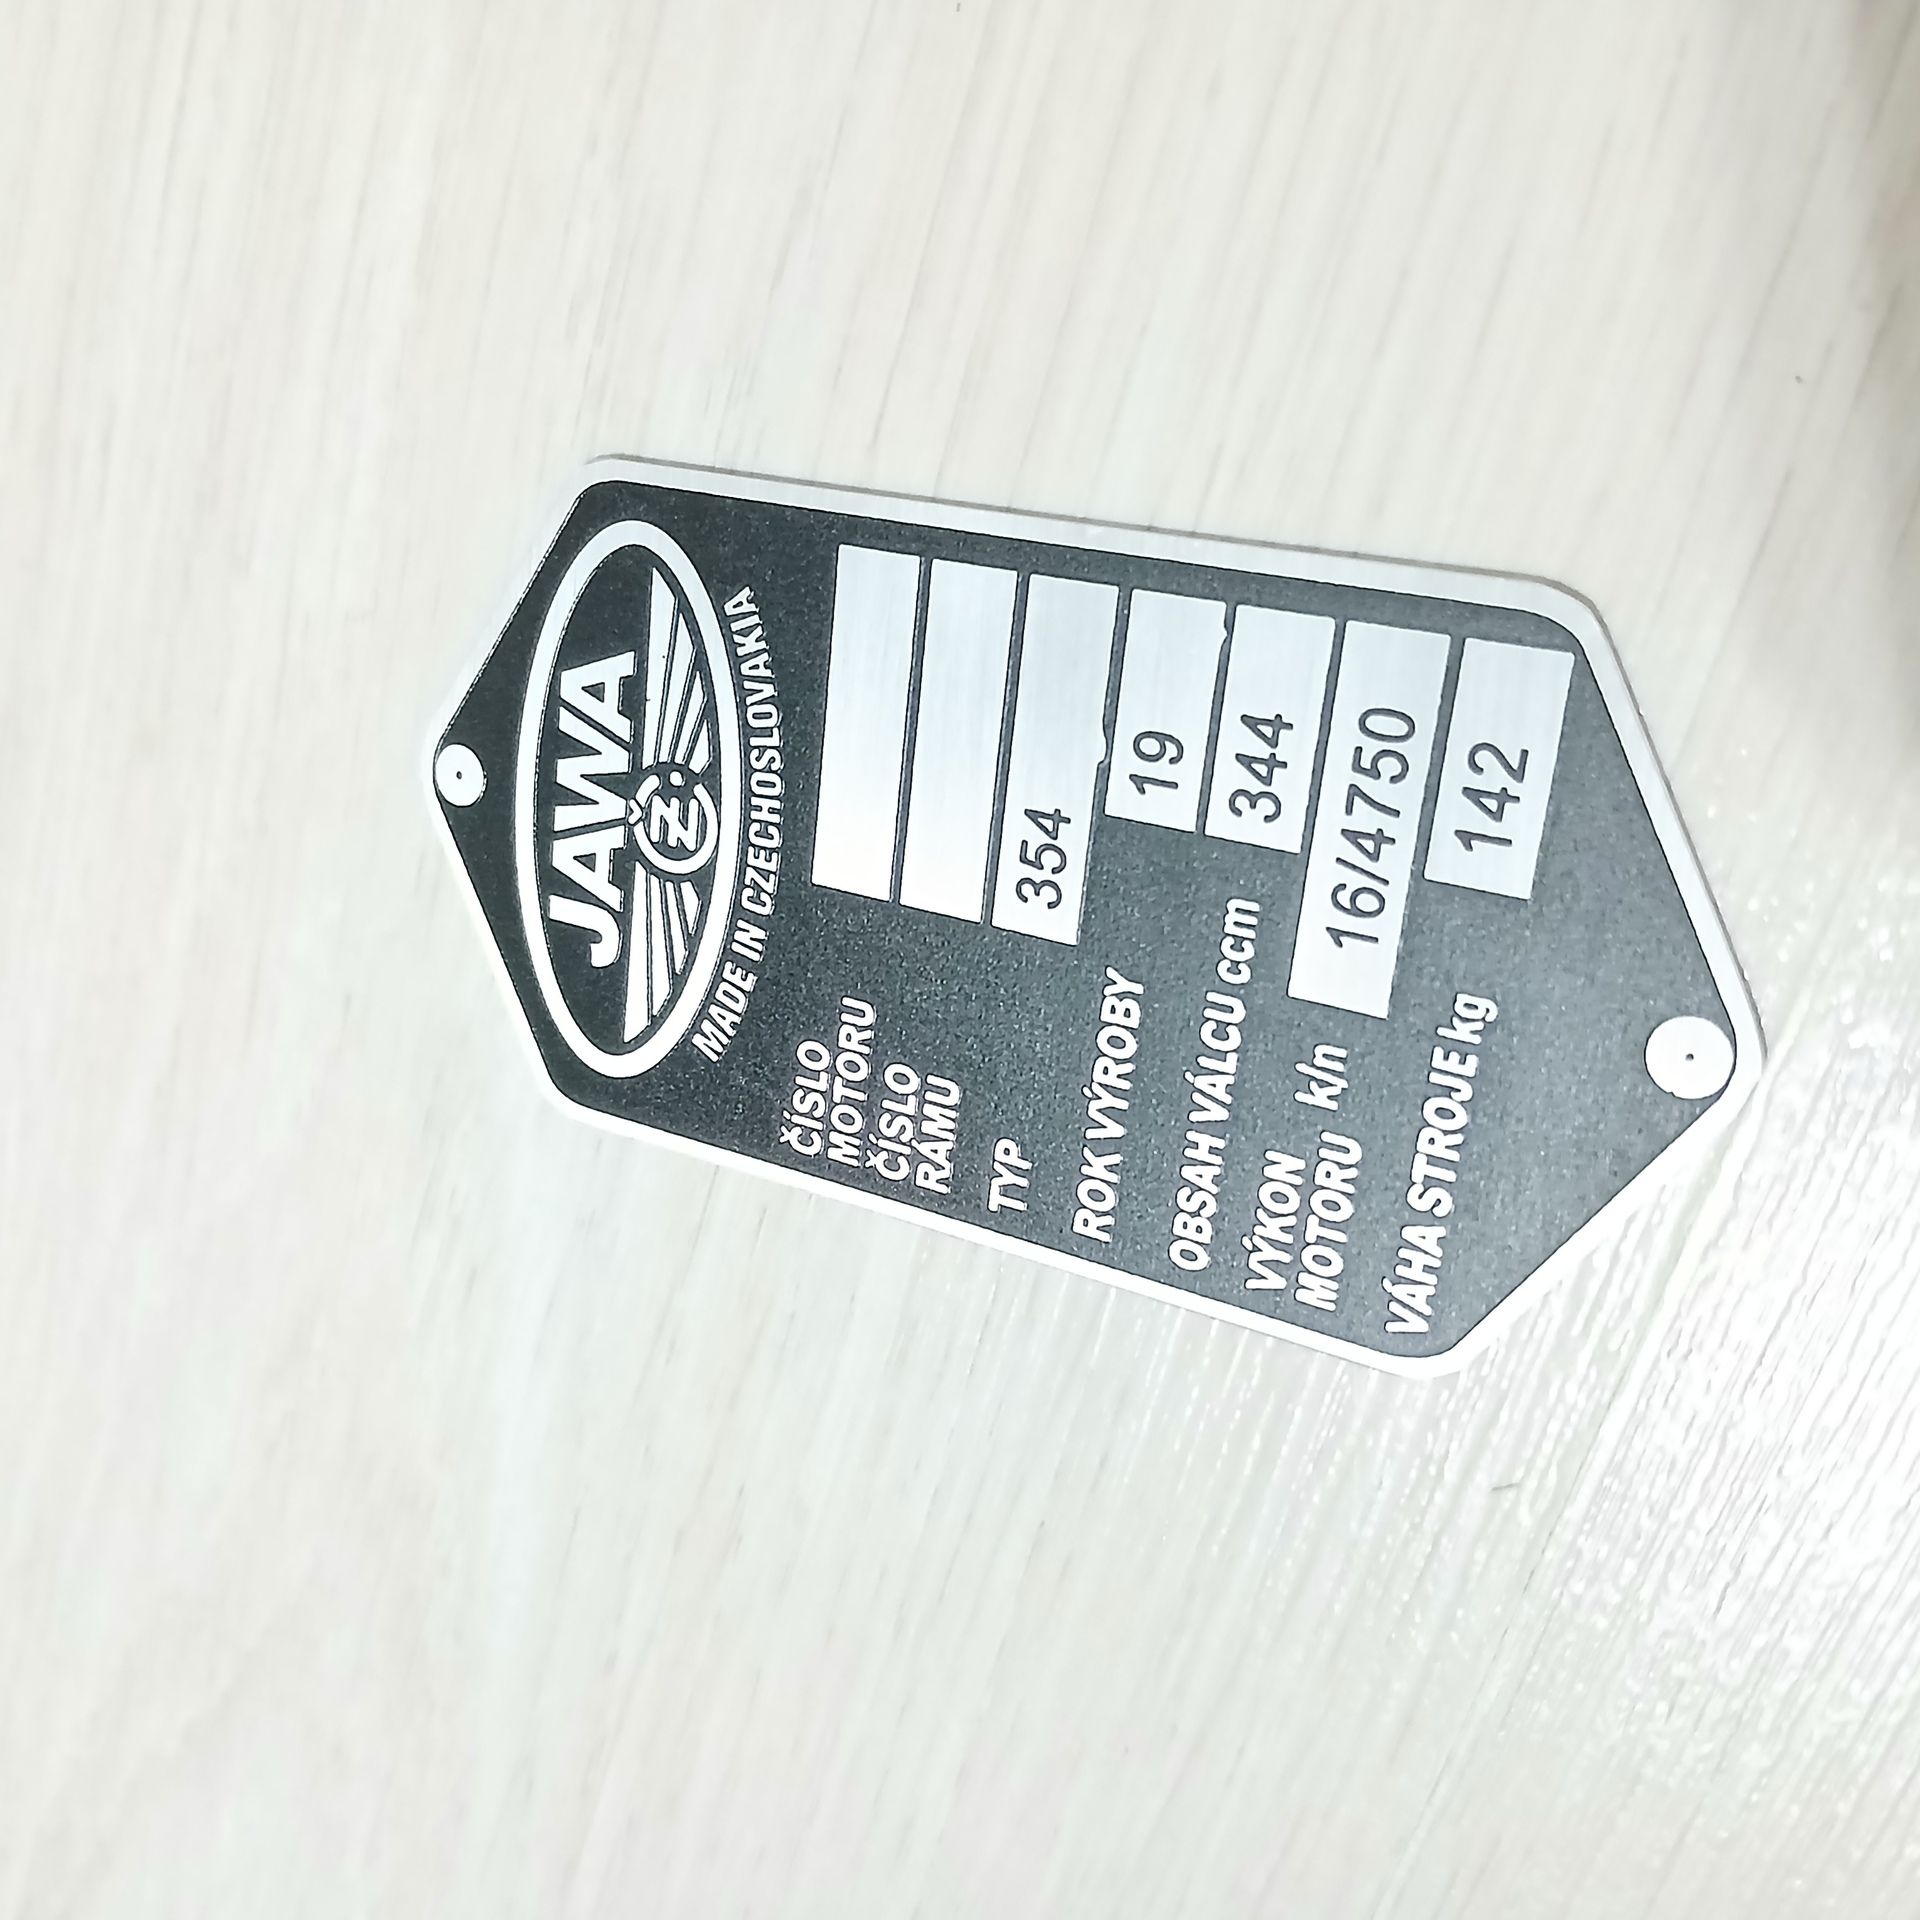 JAWA
ČZ.
MADE IN CZECHOSLOVAKIA
ČÍSLO
MOTORU
ČÍSLO
RÁMU
TYP 354
ROK VÝROBY 19
OBSAH VÁLCU ccm 344
VÝKON
MOTORU k/n 16/4750
VÁHA STROJE kg 142